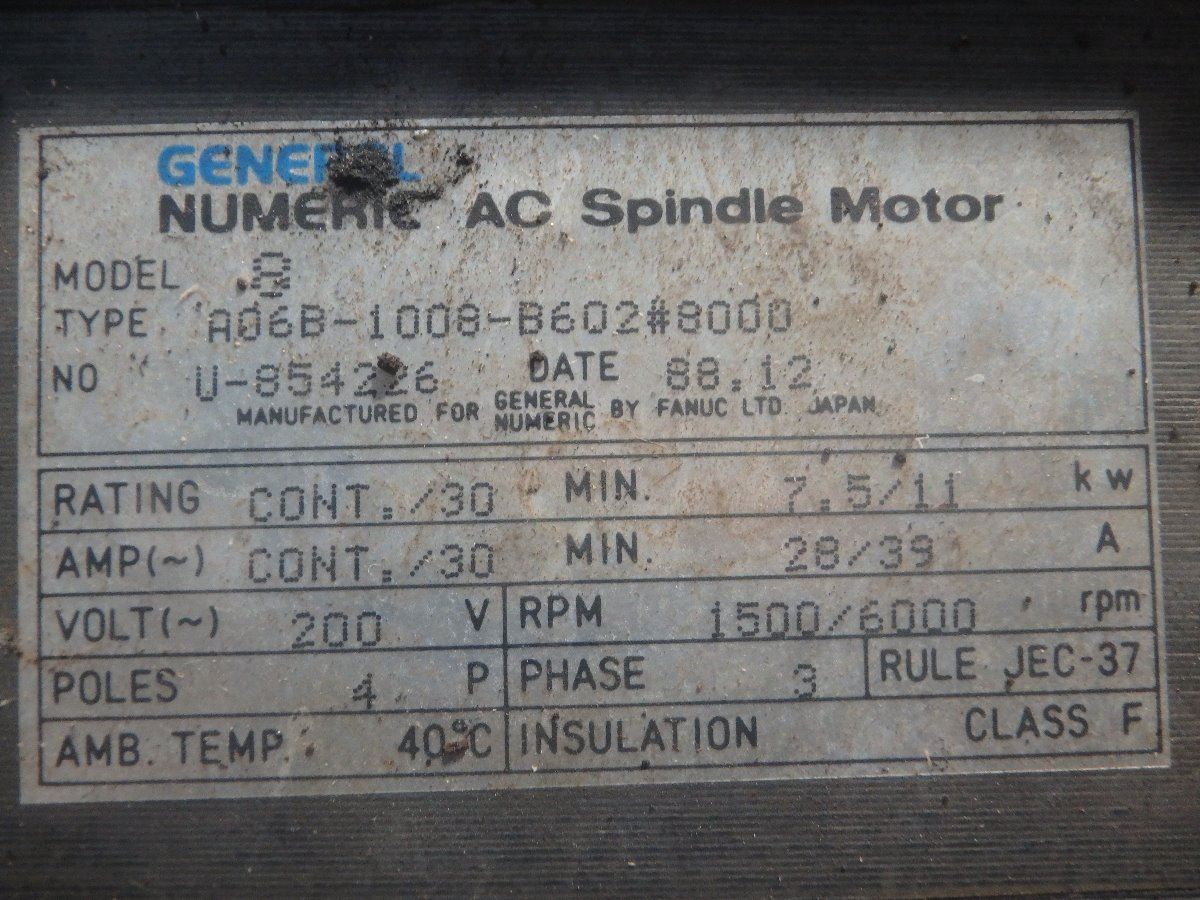 GENERAL
NUMERIC AC Spindle Motor
MODEL 8
TYPE A06B-1008-B602#8000
NO U-854226 DATE 88.12
MANUFACTURED FOR GENERAL NUMERIC BY FANUC LTD. JAPAN
RATING CONT./30 MIN. 7.5/11 kw
AMP(~) CONT./30 MIN. 28/39 A
VOLT(~) 200 V RPM 1500/6000 rpm
POLES 4 P PHASE 3 RULE JEC-37
AMB. TEMP. 40°C INSULATION CLASS F